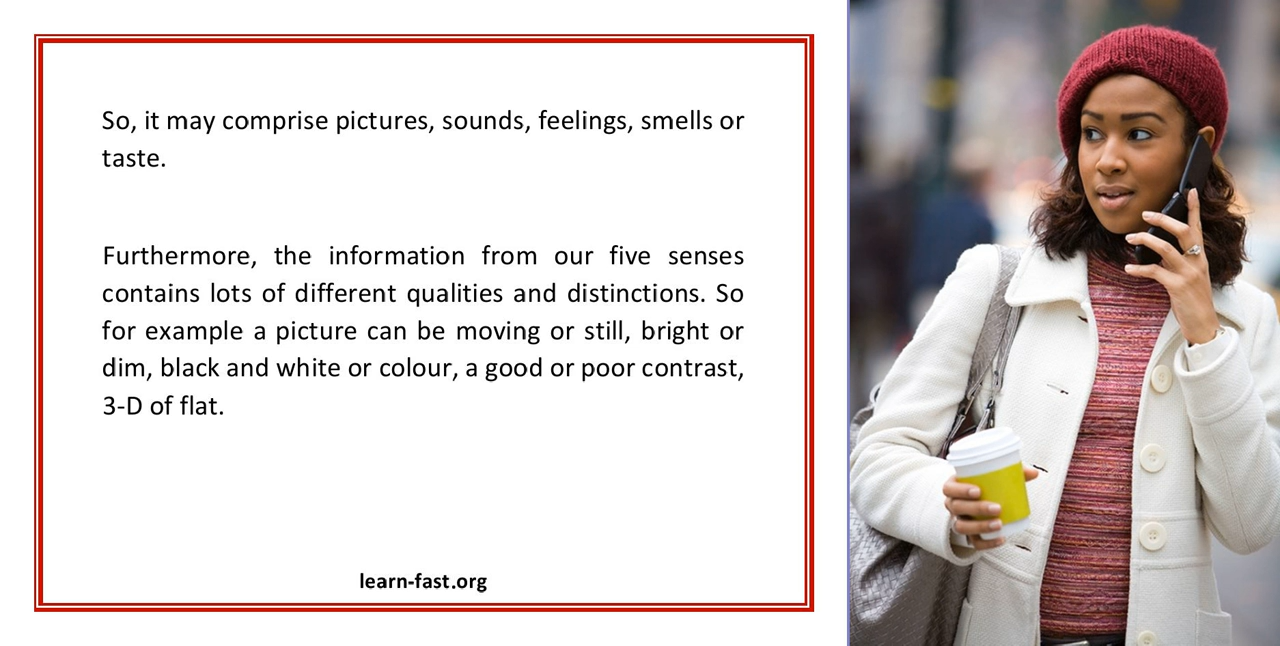 So, it may comprise pictures, sounds, feelings, smells or
taste.
Furthermore, the information from our five senses
contains lots of different qualities and distinctions. So
for example a picture can be moving or still, bright or
dim, black and white or colour, a good or poor contrast,
3-D of flat.
learn-fast.org